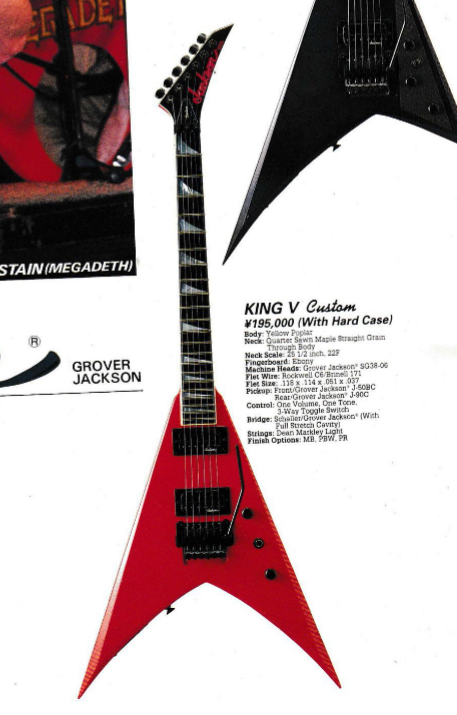 MEGADET
STAIN (MEGADETH)
®
GROVER
JACKSON
Jackson
KING V Custom
¥195,000 (With Hard Case)
Body: Yellow Poplar
Neck: Quarter Sawn Maple Straight Grain
Through Body
Neck Scale: 25 1/2 inch, 22F
Fingerboard: Ebony
Machine Heads: Grover Jackson® SG38-06
Flet Wire: Rockwell C6/Brinell 171
Flet Size: .118 x .114 x .051 x .037
Pickup: Front/Grover Jackson® J-50BC
Rear/Grover Jackson® J-90C
Control: One Volume, One Tone,
3-Way Toggle Switch
Bridge: Schaller/Grover Jackson® (With
Full Stretch Cavity)
Strings: Dean Markley Light
Finish Options: MB, PBW, PR